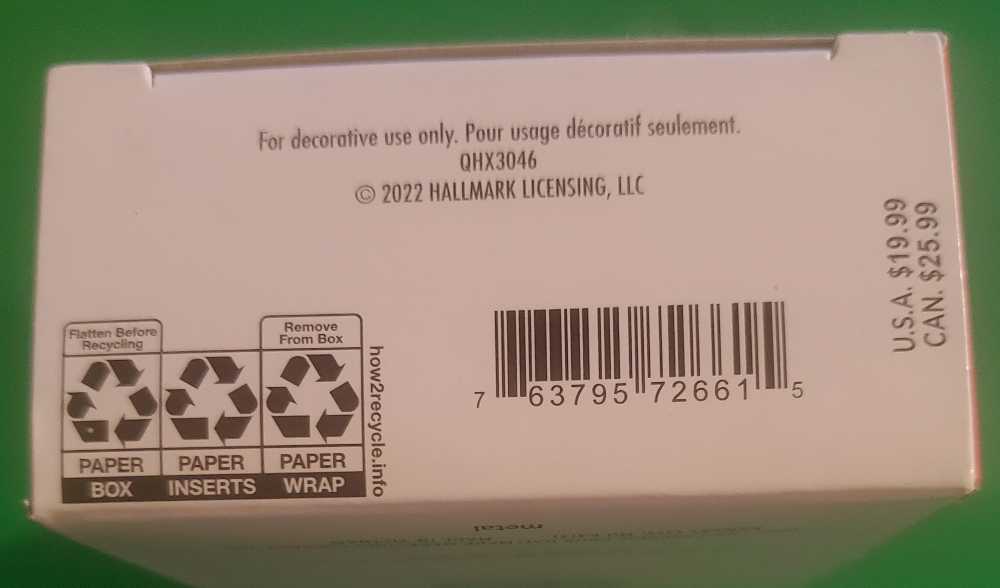 For decorative use only. Pour usage décoratif seulement.
QHX3046
© 2022 HALLMARK LICENSING, LLC
U.S.A. $19.99
CAN. $25.99
Flatten Before
Recycling
PAPER
BOX
PAPER
INSERTS
Remove
From Box
PAPER
WRAP
how2recycle.info
7 63795 72661 5
metal